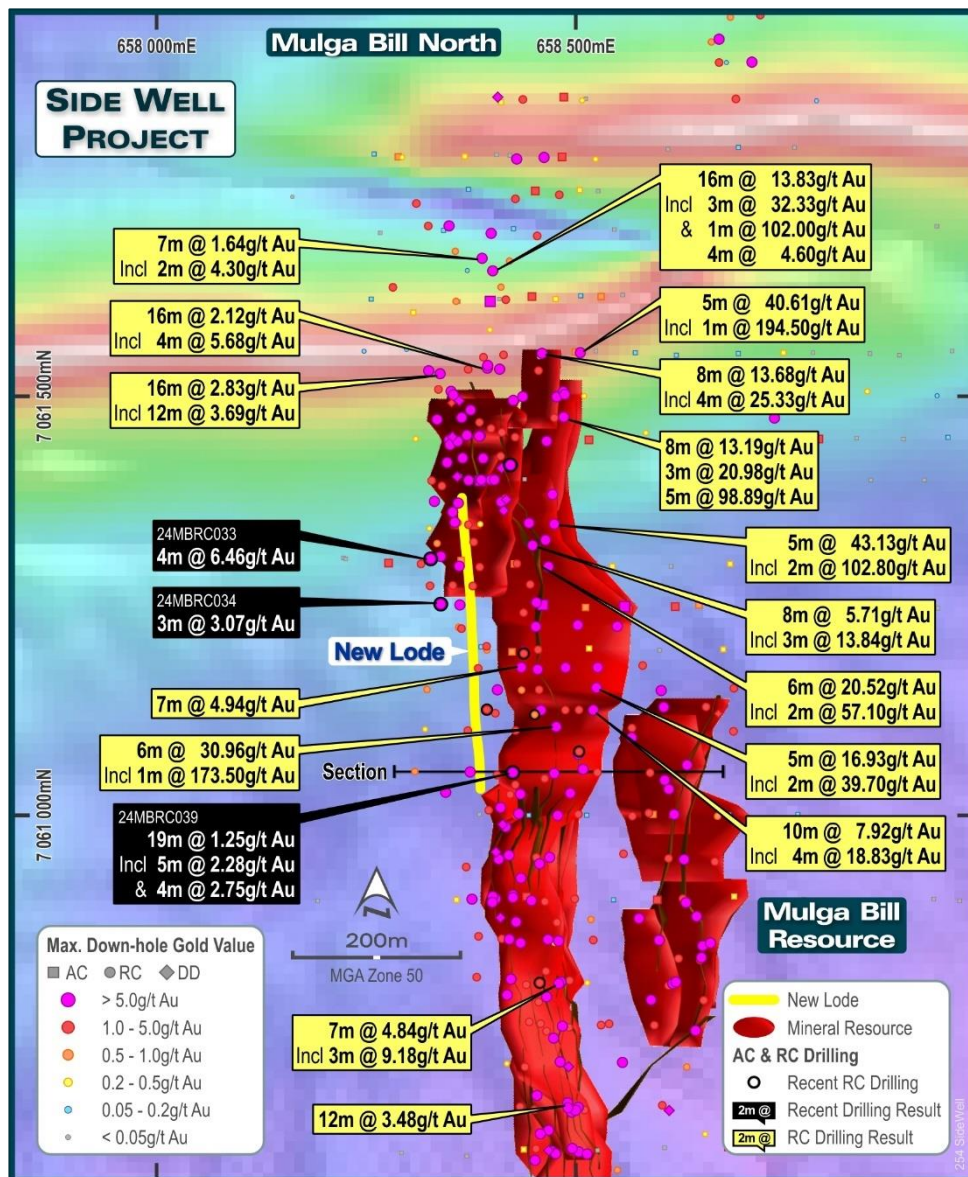 658 000mE
Mulga Bill North
658 500mE
SIDE WELL
PROJECT
16m @ 13.83g/t Au
Incl 3m @ 32.33g/t Au
& 1m @ 102.00g/t Au
4m @ 4.60g/t Au
7m @ 1.64g/t Au
Incl 2m @ 4.30g/t Au
16m @ 2.12g/t Au
Incl 4m @ 5.68g/t Au
5m @ 40.61g/t Au
Incl 1m @ 194.50g/t Au
16m @ 2.83g/t Au
Incl 12m @ 3.69g/t Au
8m @ 13.68g/t Au
Incl 4m @ 25.33g/t Au
7 061 500mN
8m @ 13.19g/t Au
3m @ 20.98g/t Au
5m @ 98.89g/t Au
24MBRC033
4m @ 6.46g/t Au
5m @ 43.13g/t Au
Incl 2m @ 102.80g/t Au
24MBRC034
3m @ 3.07g/t Au
8m @ 5.71g/t Au
Incl 3m @ 13.84g/t Au
New Lode
7m @ 4.94g/t Au
6m @ 20.52g/t Au
Incl 2m @ 57.10g/t Au
6m @ 30.96g/t Au
Incl 1m @ 173.50g/t Au
5m @ 16.93g/t Au
Incl 2m @ 39.70g/t Au
Section
7 061 000mN
24MBRC039
19m @ 1.25g/t Au
Incl 5m @ 2.28g/t Au
& 4m @ 2.75g/t Au
10m @ 7.92g/t Au
Incl 4m @ 18.83g/t Au
N
200m
MGA Zone 50
Mulga Bill
Resource
Max. Down-hole Gold Value
AC RC DD
> 5.0g/t Au
1.0 - 5.0g/t Au
0.5 - 1.0g/t Au
0.2 - 0.5g/t Au
0.05 - 0.2g/t Au
< 0.05g/t Au
7m @ 4.84g/t Au
Incl 3m @ 9.18g/t Au
12m @ 3.48g/t Au
New Lode
Mineral Resource
AC & RC Drilling
Recent RC Drilling
2m @ Recent Drilling Result
2m @ RC Drilling Result
254 SideWell